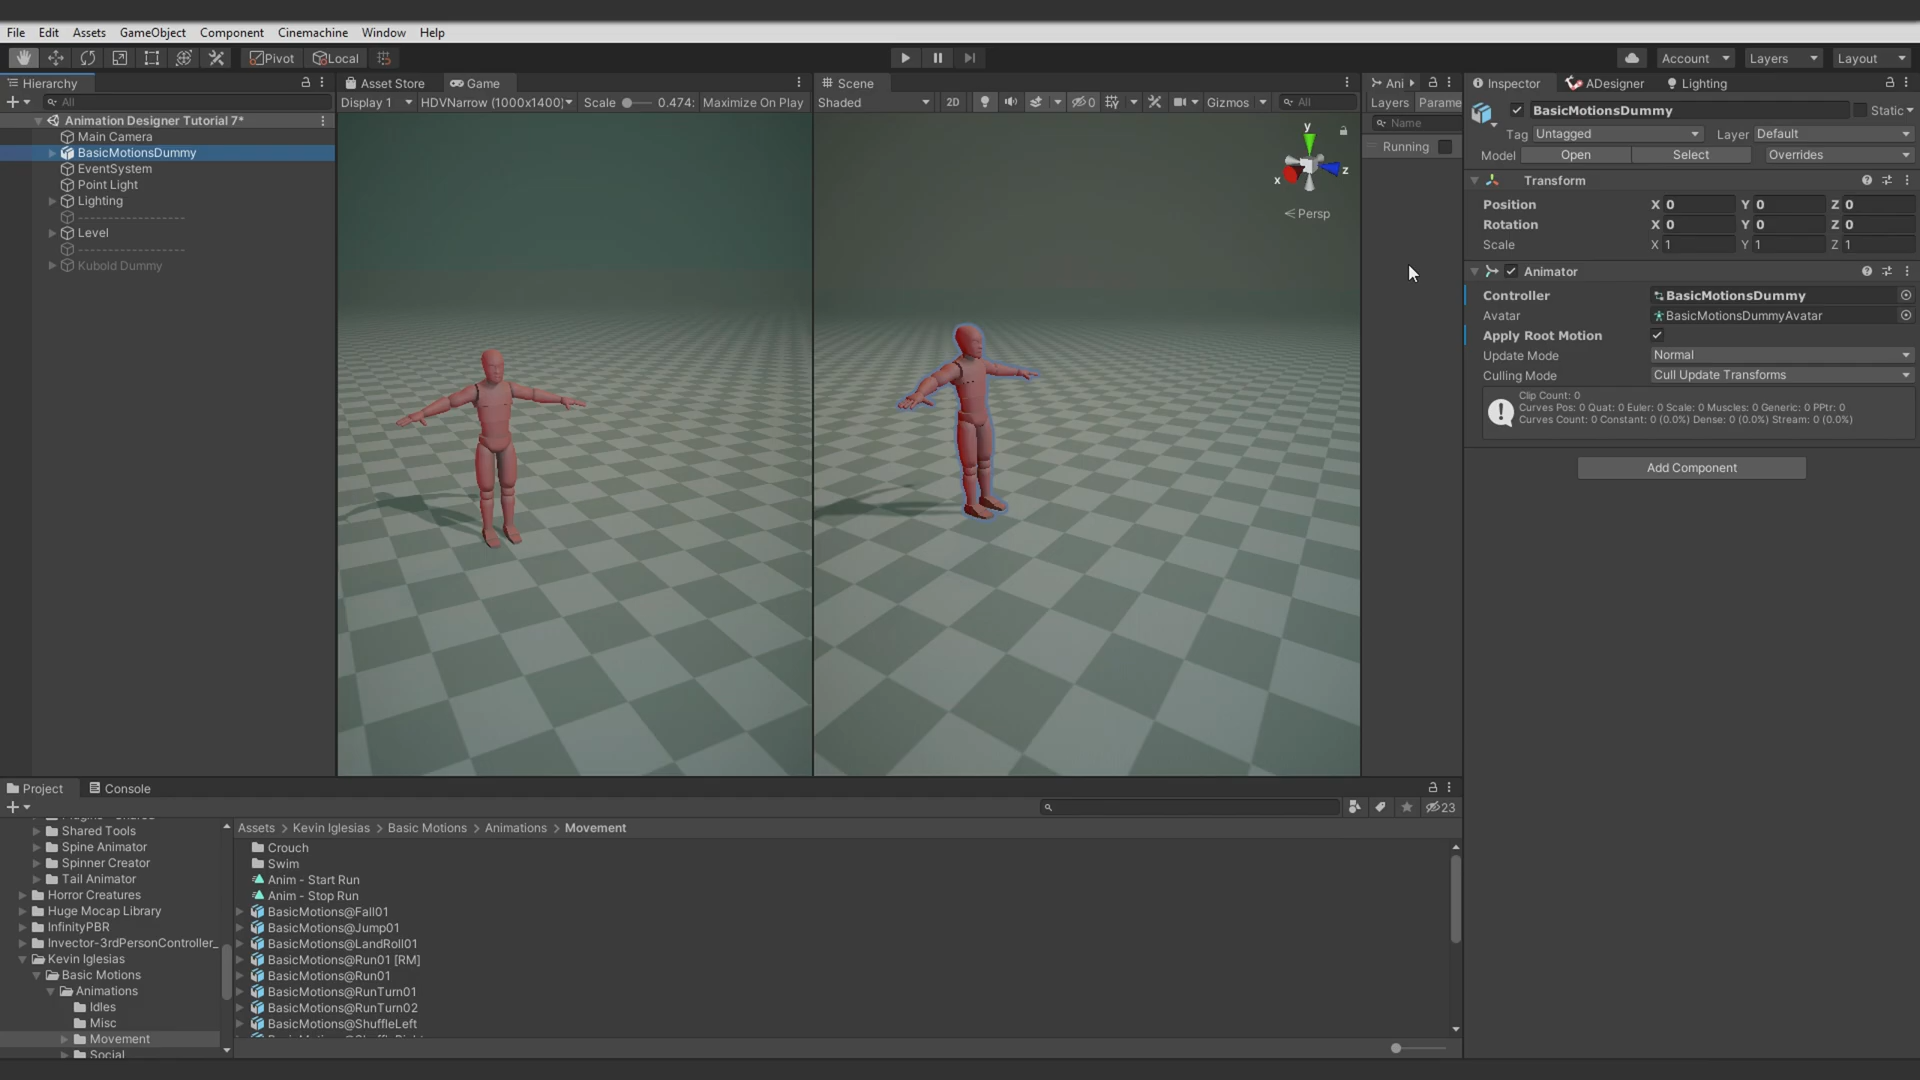 File Edit Assets GameObject Component Cinemachine Window Help
Pivot Local Account Layers Layout
Hierarchy
All
Animation Designer Tutorial 7*
Main Camera
BasicMotionsDummy
EventSystem
Point Light
Lighting
------------------
Level
------------------
Kubold Dummy
Asset Store Game
Display 1 HDVNarrow (1000x1400) Scale 0.474: Maximize On Play
Scene
Shaded 2D 0 Gizmos All
y
x
z
< Persp
Ani
Layers Parame
Name
Running
Inspector ADesigner Lighting
BasicMotionsDummy Static
Tag Untagged Layer Default
Model Open Select Overrides
Transform
Position X 0 Y 0 Z 0
Rotation X 0 Y 0 Z 0
Scale X 1 Y 1 Z 1
Animator
Controller BasicMotionsDummy
Avatar BasicMotionsDummyAvatar
Apply Root Motion
Update Mode Normal
Culling Mode Cull Update Transforms
Clip Count: 0
Curves Pos: 0 Quat: 0 Euler: 0 Scale: 0 Muscles: 0 Generic: 0 PPtr: 0
Curves Count: 0 Constant: 0 (0.0%) Dense: 0 (0.0%) Stream: 0 (0.0%)
Add Component
Project Console
23
Shared Tools
Spine Animator
Spinner Creator
Tail Animator
Horror Creatures
Huge Mocap Library
InfinityPBR
Invector-3rdPersonController_
Kevin Iglesias
Basic Motions
Animations
Idles
Misc
Movement
Social
Assets > Kevin Iglesias > Basic Motions > Animations > Movement
Crouch
Swim
Anim - Start Run
Anim - Stop Run
BasicMotions@Fall01
BasicMotions@Jump01
BasicMotions@LandRoll01
BasicMotions@Run01 [RM]
BasicMotions@Run01
BasicMotions@RunTurn01
BasicMotions@RunTurn02
BasicMotions@ShuffleLeft